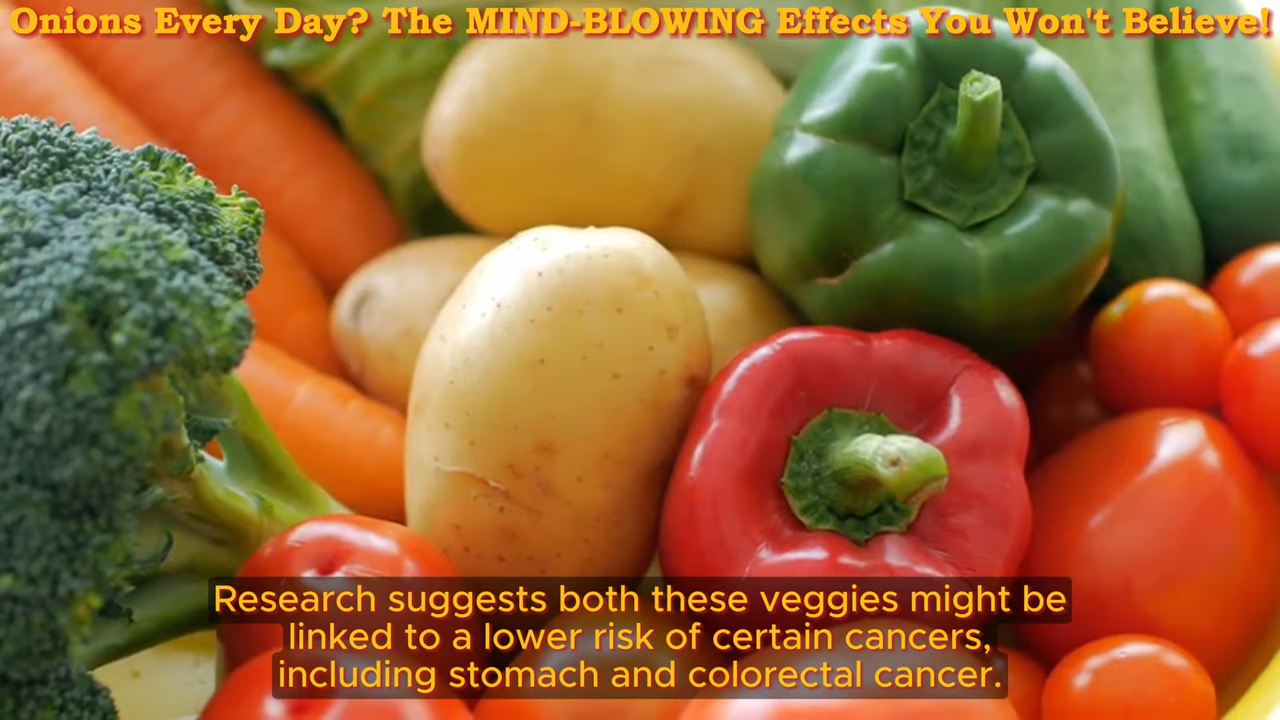 Onions Every Day? The MIND-BLOWING Effects You Won't Believe!
Research suggests both these veggies might be
linked to a lower risk of certain cancers,
including stomach and colorectal cancer.